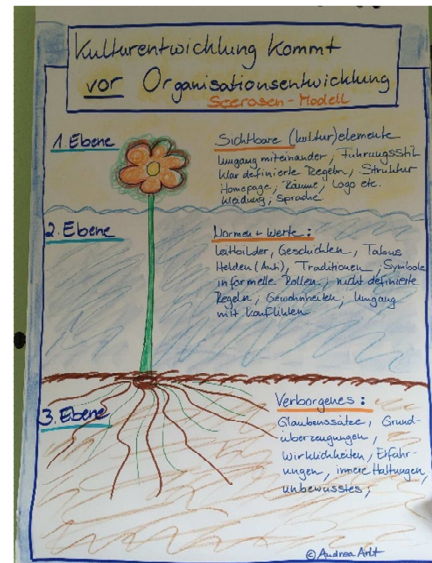 Kulturentwicklung kommt
vor Organisationsentwicklung
Seerosen-Modell
1. Ebene
Sichtbare (Kultur)elemente
Umgang miteinander, Führungsstil
klar definierte Regeln, Struktur
Homepage, Räume, Logo etc.
Kleidung, Sprache
2. Ebene
Normen + Werte:
Leitbilder, Geschichten, Tabus
Helden (Anti), Traditionen, Symbole
informelle Rollen, nicht definierte
Regeln, Gewohnheiten, Umgang
mit Konflikten
3. Ebene
Verborgenes:
Glaubenssätze, Grund-
überzeugungen,
Wirklichkeiten, Erfahr-
ungen, innere Haltungen,
unbewusstes;
© Andrea Arlt